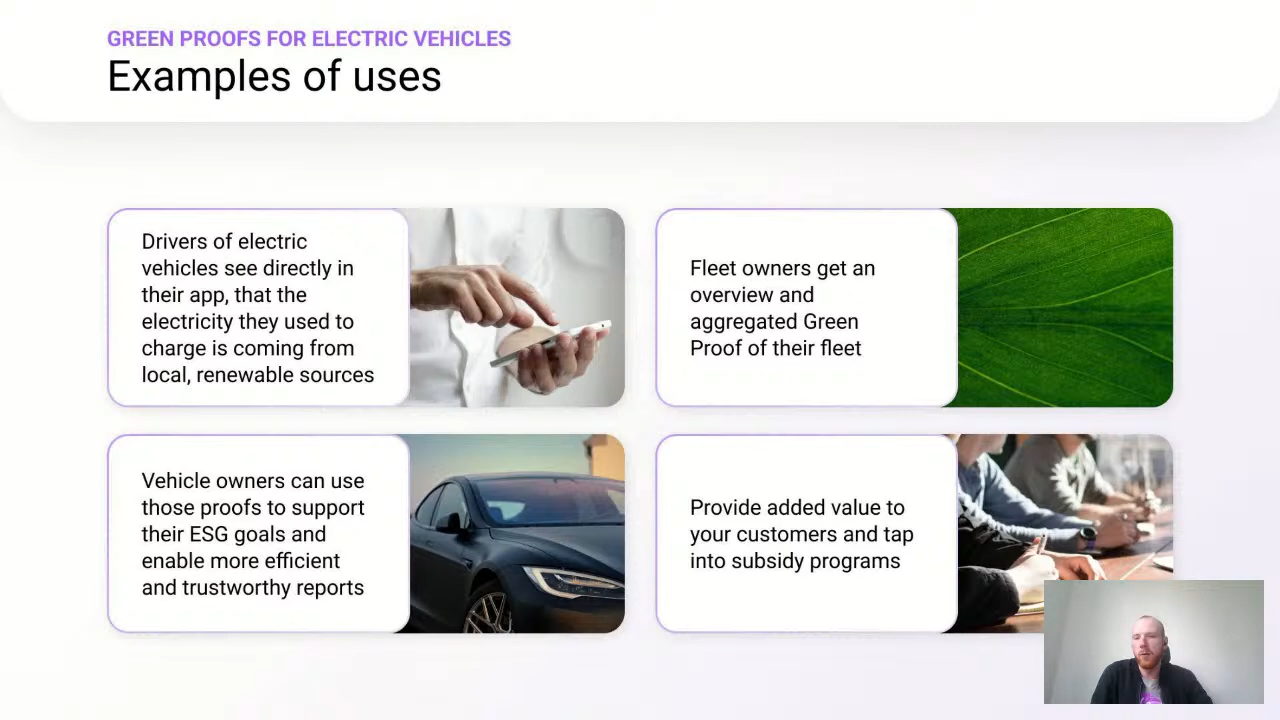 GREEN PROOFS FOR ELECTRIC VEHICLES
Examples of uses
Drivers of electric
vehicles see directly in
their app, that the
electricity they used to
charge is coming from
local, renewable sources
Fleet owners get an
overview and
aggregated Green
Proof of their fleet
Vehicle owners can use
those proofs to support
their ESG goals and
enable more efficient
and trustworthy reports
Provide added value to
your customers and tap
into subsidy programs